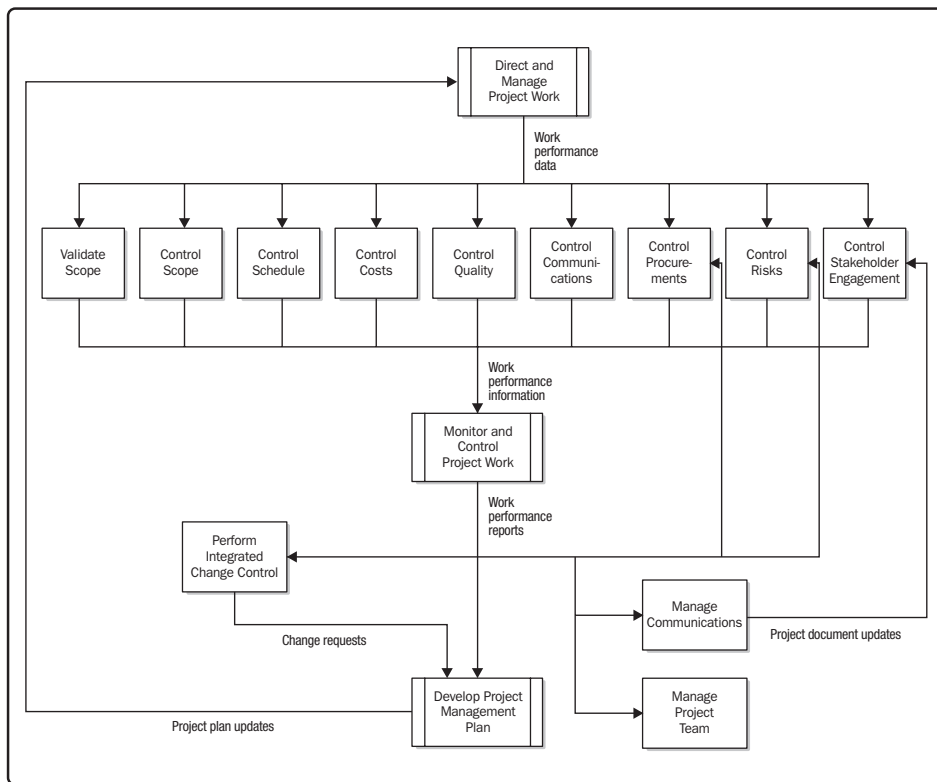 Direct and
Manage
Project Work
Work
performance
data
Validate
Scope
Control
Scope
Control
Schedule
Control
Costs
Control
Quality
Control
Communi-
cations
Control
Procure-
ments
Control
Risks
Control
Stakeholder
Engagement
Work
performance
information
Monitor and
Control
Project Work
Work
performance
reports
Perform
Integrated
Change Control
Manage
Communications
Change requests
Project document updates
Develop Project
Management
Plan
Manage
Project
Team
Project plan updates